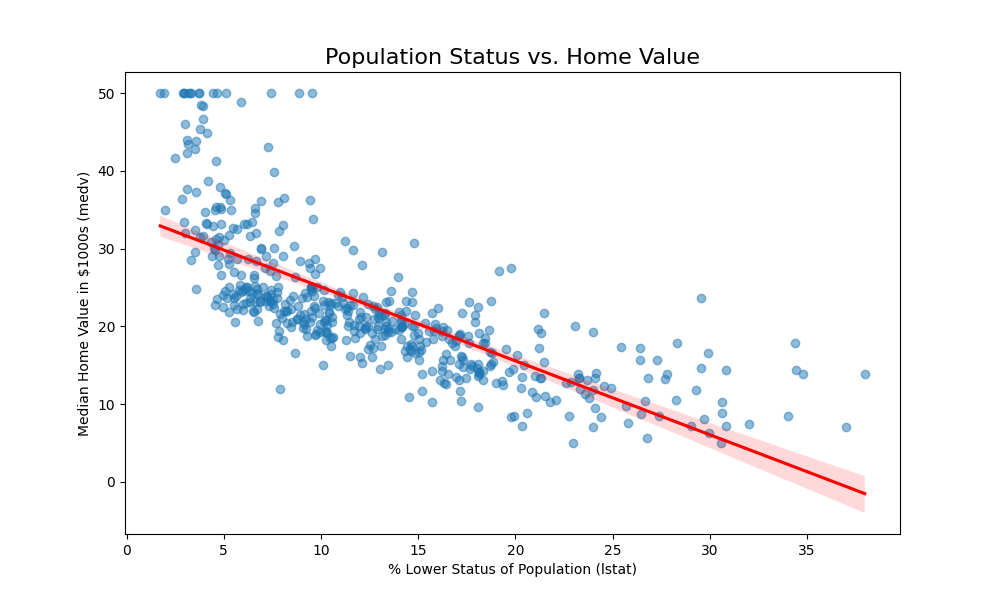 Population Status vs. Home Value
Median Home Value in $1000s (medv)
50
40
30
20
10
0
0 5 10 15 20 25 30 35
% Lower Status of Population (lstat)